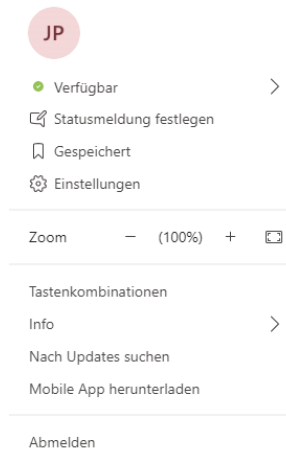 JP
Verfügbar
Statusmeldung festlegen
Gespeichert
Einstellungen
Zoom − (100%) +
Tastenkombinationen
Info
Nach Updates suchen
Mobile App herunterladen
Abmelden